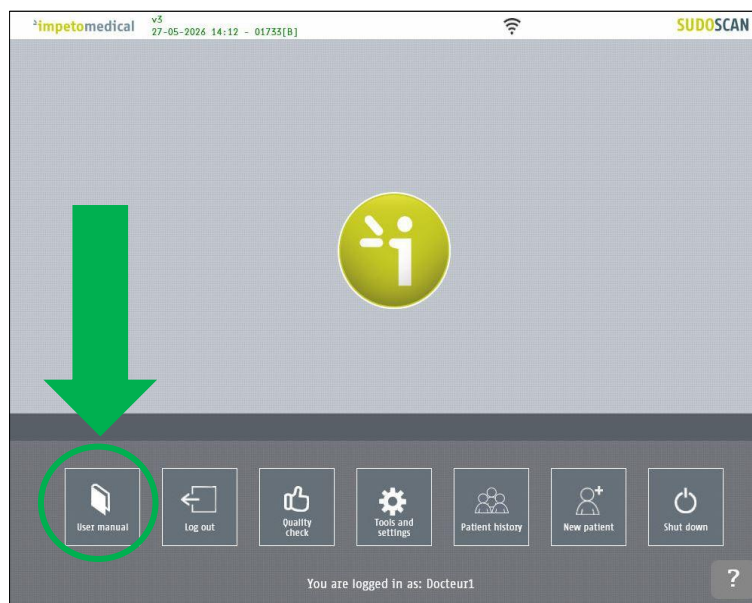 impetomedical
v3
27-05-2026 14:12 - 01733[B]
SUDOSCAN
User manual
Log out
Quality
check
Tools and
settings
Patient history
New patient
Shut down
You are logged in as: Docteur1
?